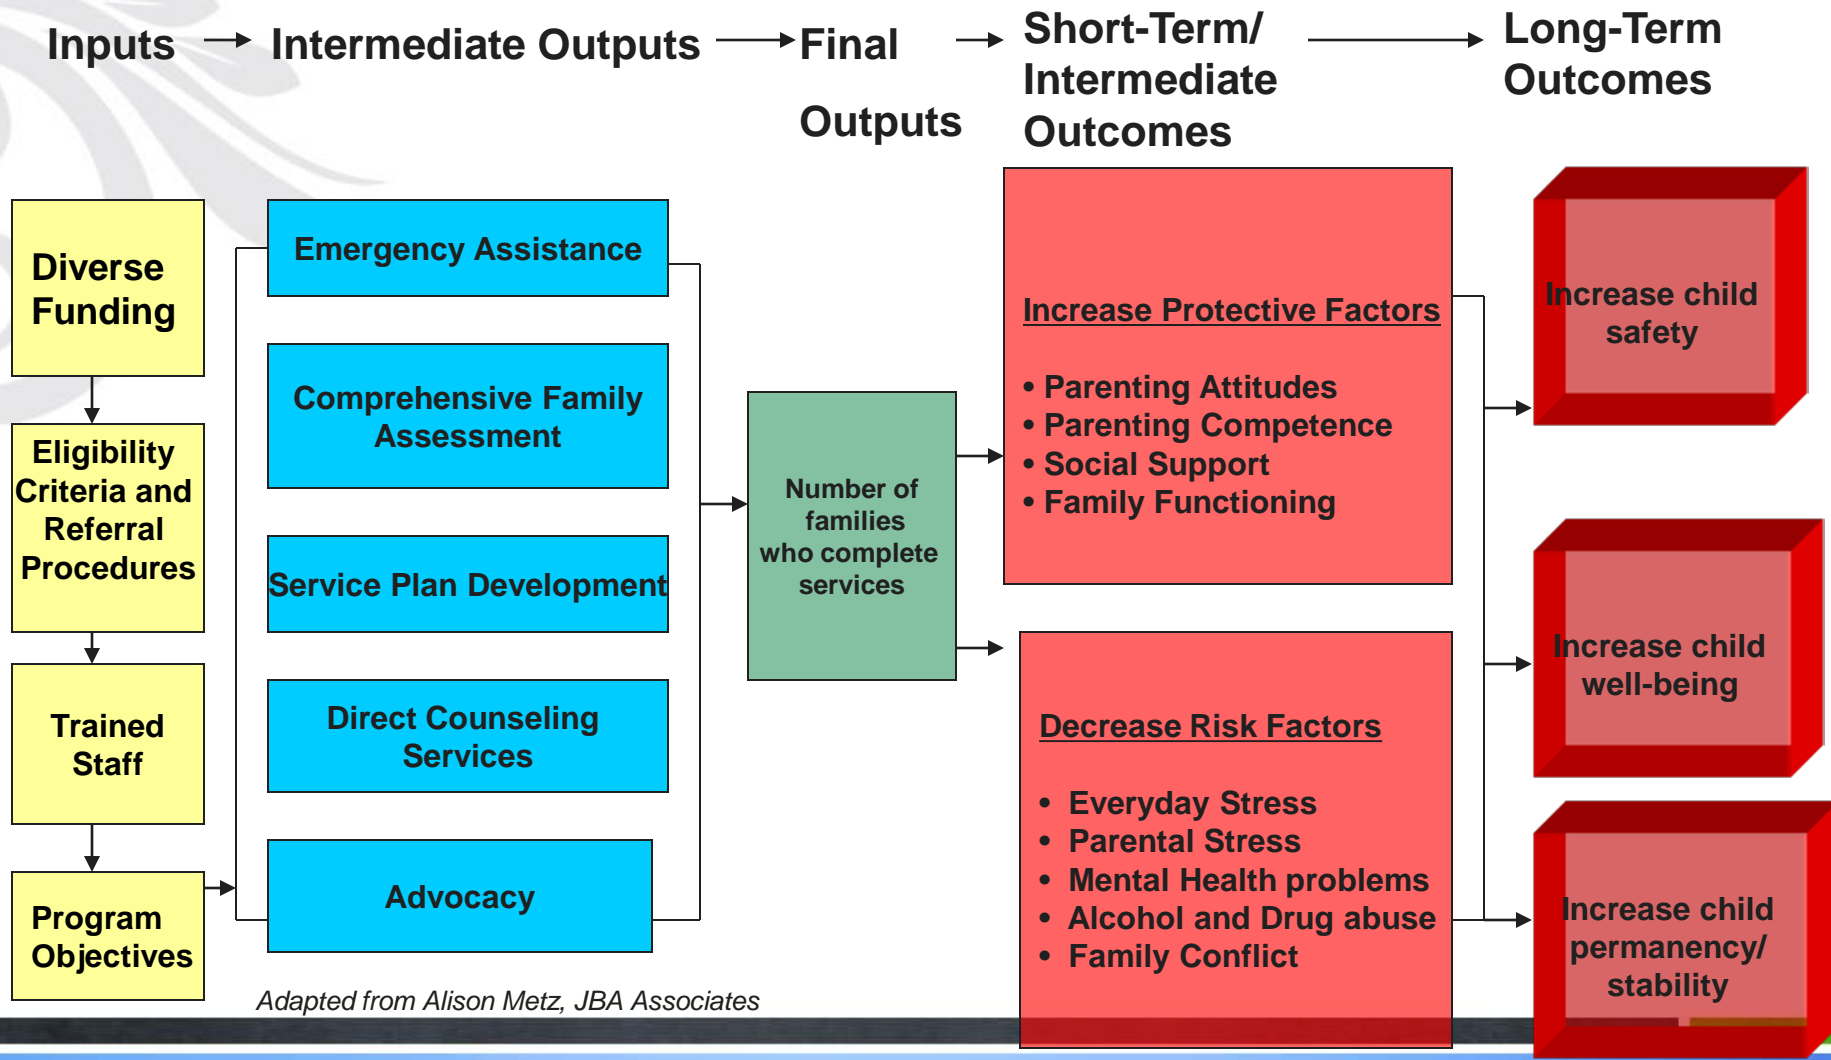 Inputs
Intermediate Outputs
Final
Outputs
Short-Term/
Intermediate
Outcomes
Long-Term
Outcomes
Diverse
Funding
Eligibility
Criteria and
Referral
Procedures
Trained
Staff
Program
Objectives
Emergency Assistance
Comprehensive Family
Assessment
Service Plan Development
Direct Counseling
Services
Advocacy
Number of
families
who complete
services
Increase Protective Factors
• Parenting Attitudes
• Parenting Competence
• Social Support
• Family Functioning
Decrease Risk Factors
• Everyday Stress
• Parental Stress
• Mental Health problems
• Alcohol and Drug abuse
• Family Conflict
Increase child
safety
Increase child
well-being
Increase child
permanency/
stability
Adapted from Alison Metz, JBA Associates